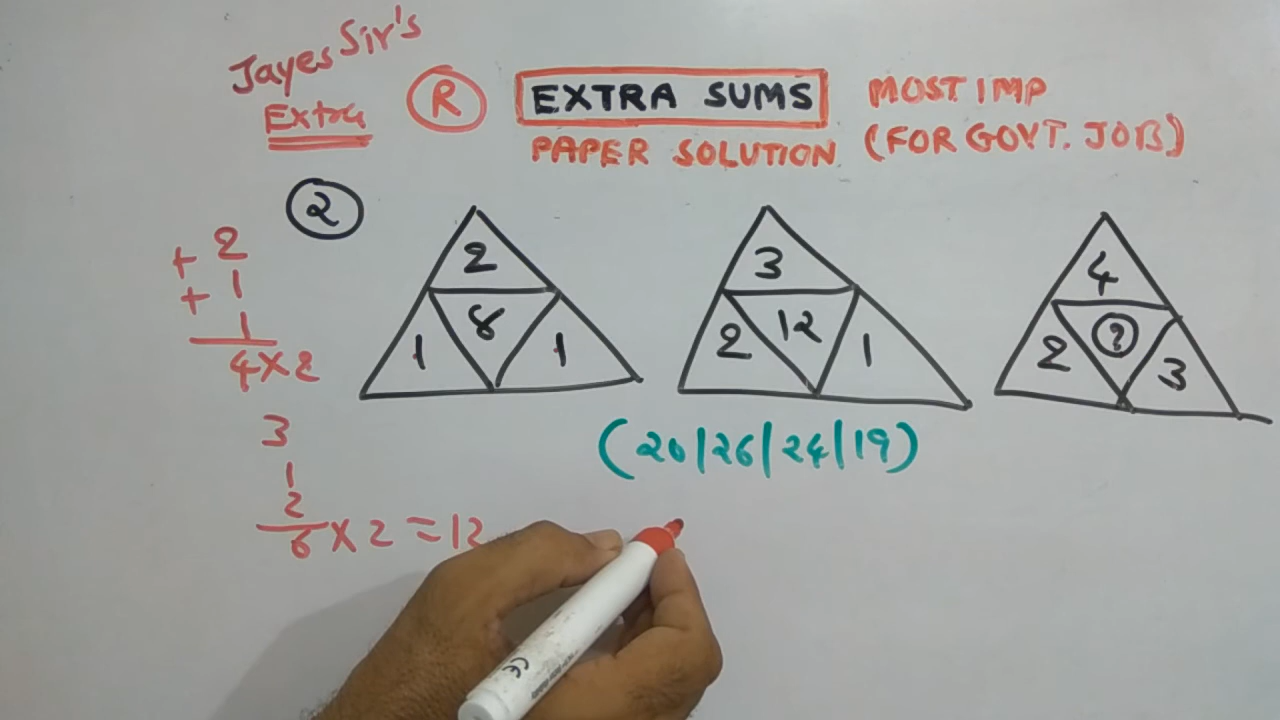 Jayes Sir's
Extra
R
EXTRA SUMS
MOST IMP
PAPER SOLUTION (FOR GOVT. JOB)
2
+ 2
+ 1
1
4 x 2
2
8
1 1
3
12
2 1
4
?
2 3
(20/26/24/19)
3
1
2
6 x 2 = 12
CE